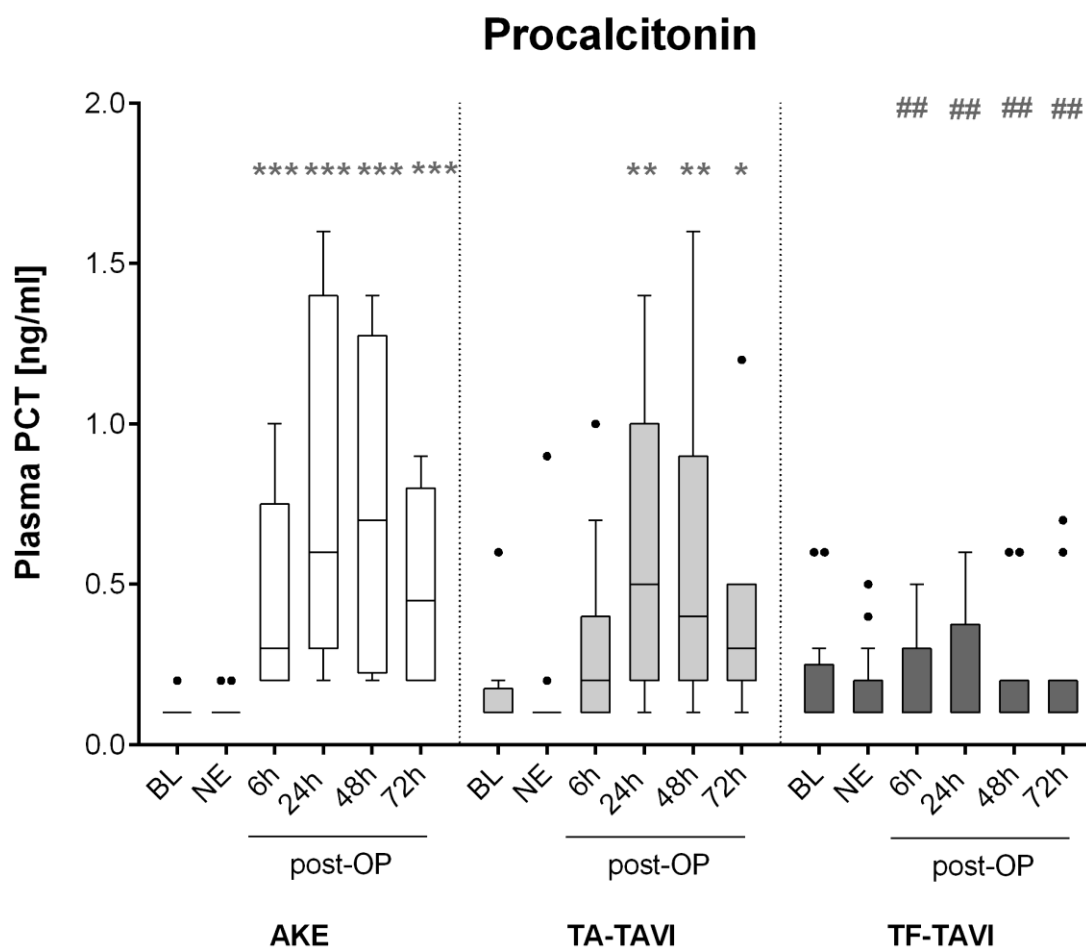 Procalcitonin
Plasma PCT [ng/ml]
2.0
1.5
1.0
0.5
0.0
## ## ## ##
*** *** *** *** ** ** *
BL NE 6h 24h 48h 72h BL NE 6h 24h 48h 72h BL NE 6h 24h 48h 72h
post-OP post-OP post-OP
AKE TA-TAVI TF-TAVI